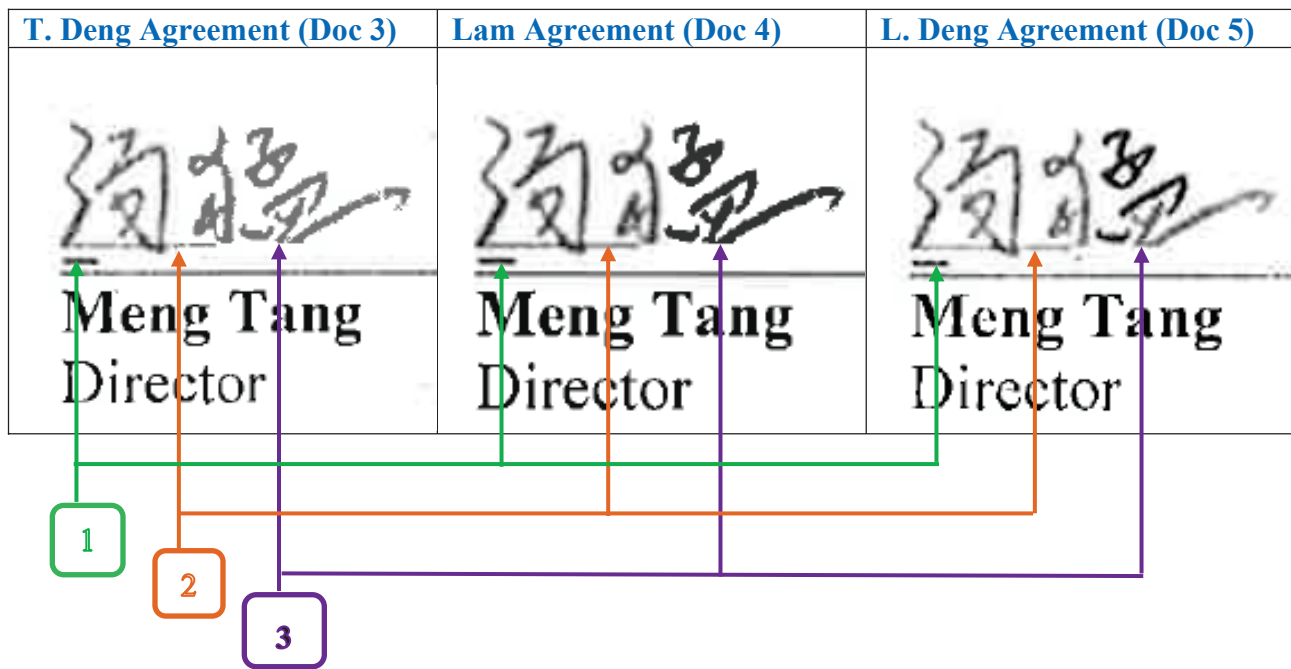 T. Deng Agreement (Doc 3) Lam Agreement (Doc 4) L. Deng Agreement (Doc 5)
Meng Tang Meng Tang Meng Tang
Director Director Director
1
2
3